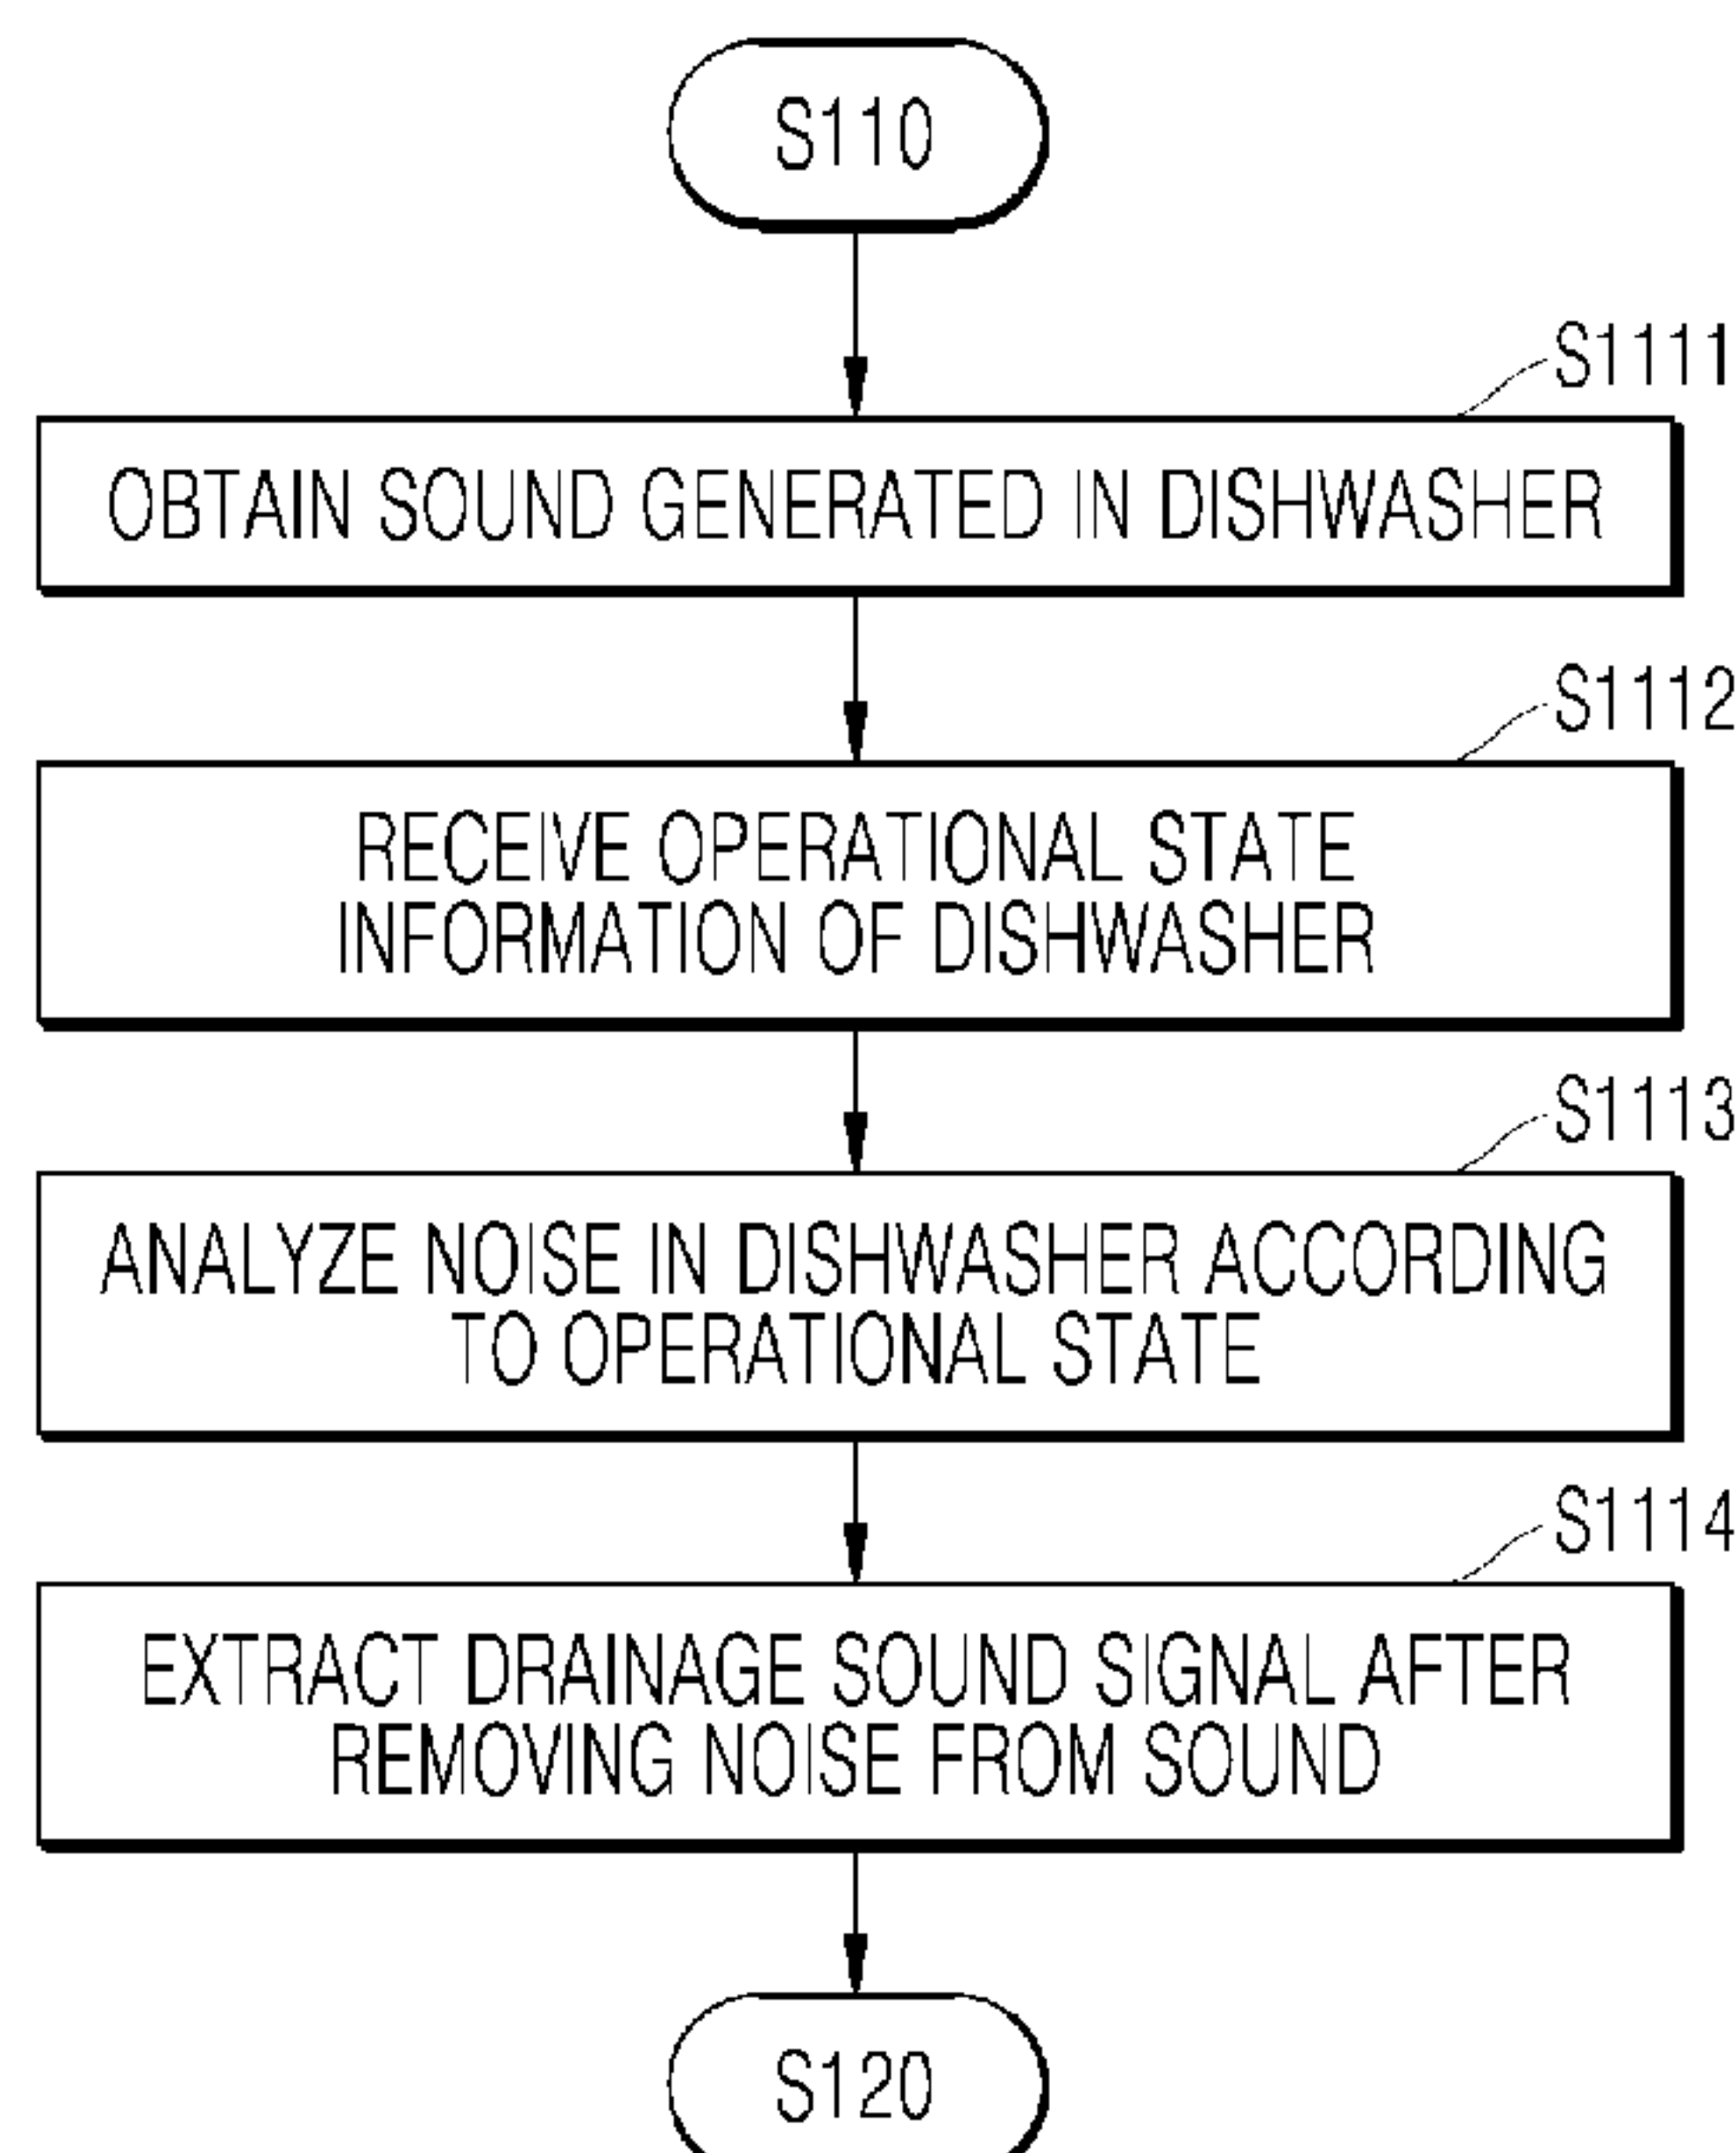 S110
S1111
OBTAIN SOUND GENERATED IN DISHWASHER
S1112
RECEIVE OPERATIONAL STATE
INFORMATION OF DISHWASHER
S1113
ANALYZE NOISE IN DISHWASHER ACCORDING
TO OPERATIONAL STATE
S1114
EXTRACT DRAINAGE SOUND SIGNAL AFTER
REMOVING NOISE FROM SOUND
S120